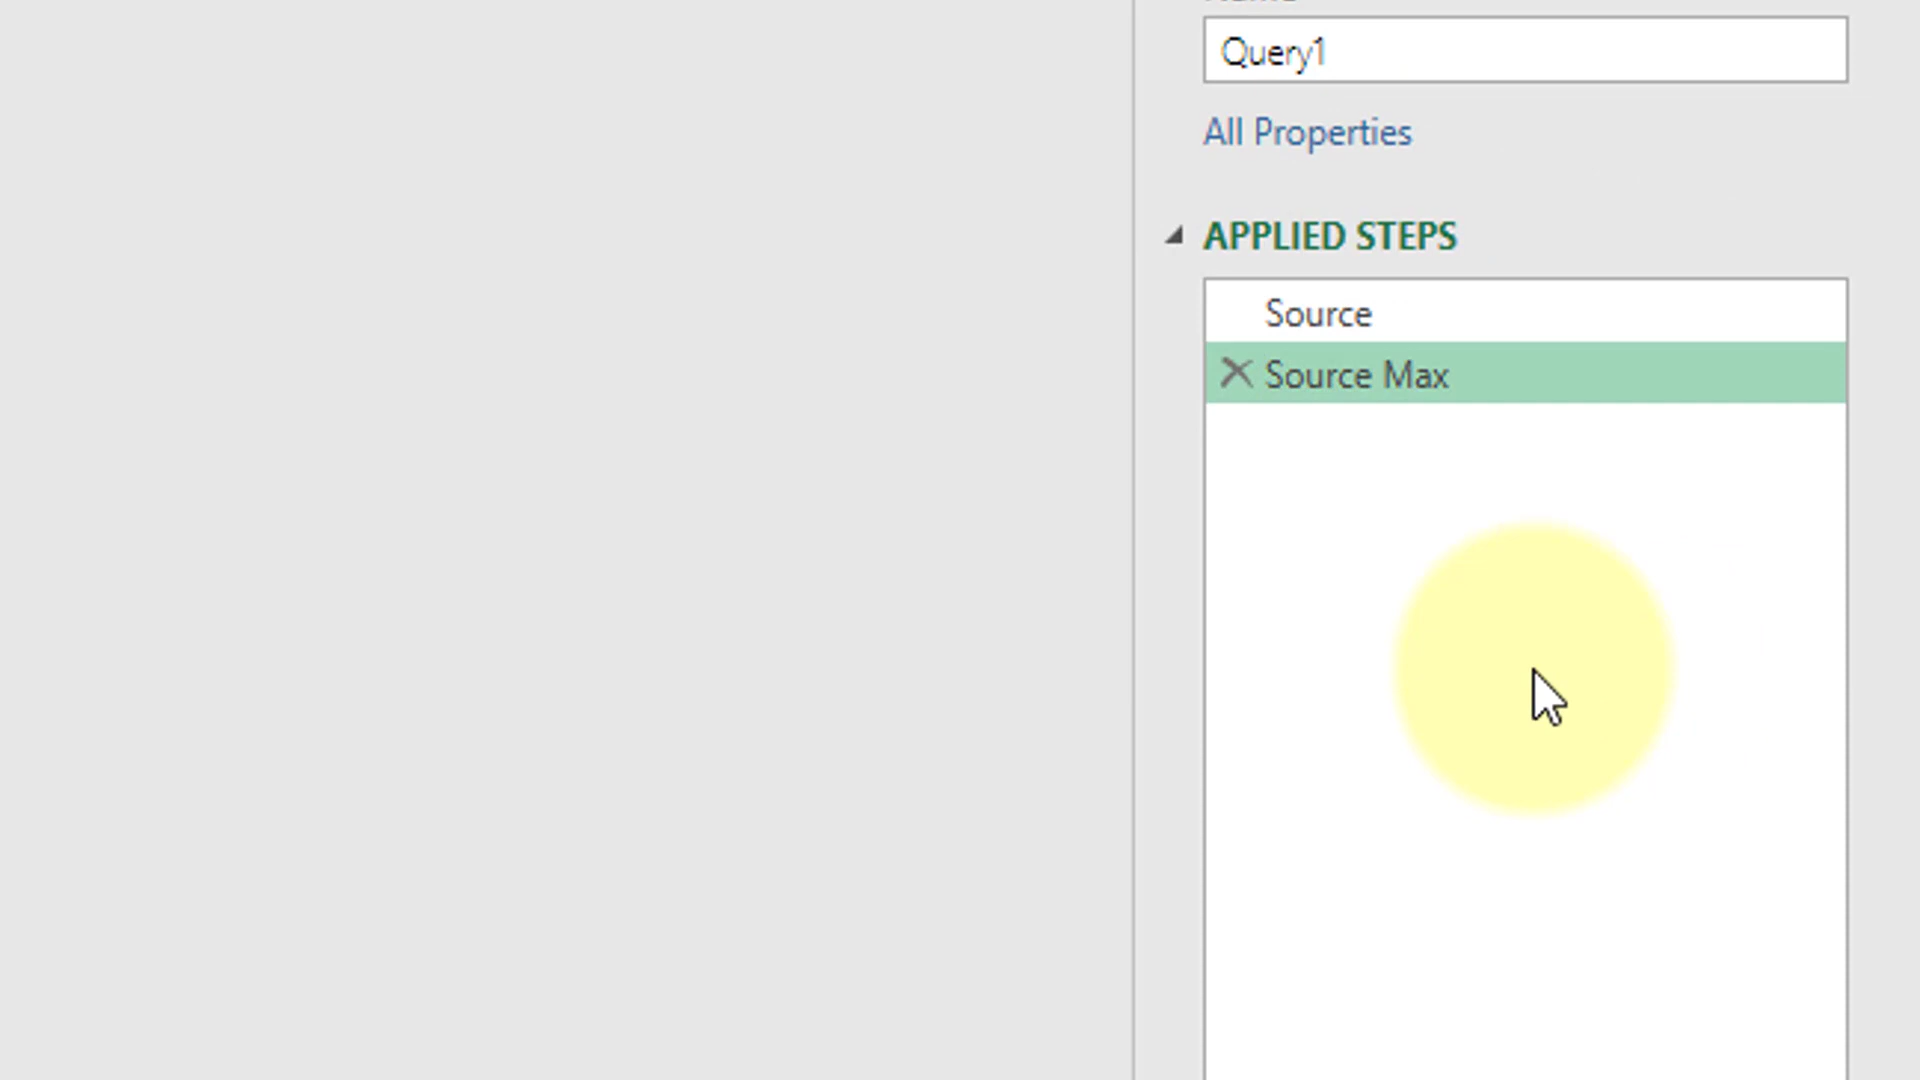 Query1
All Properties
APPLIED STEPS
Source
Source Max